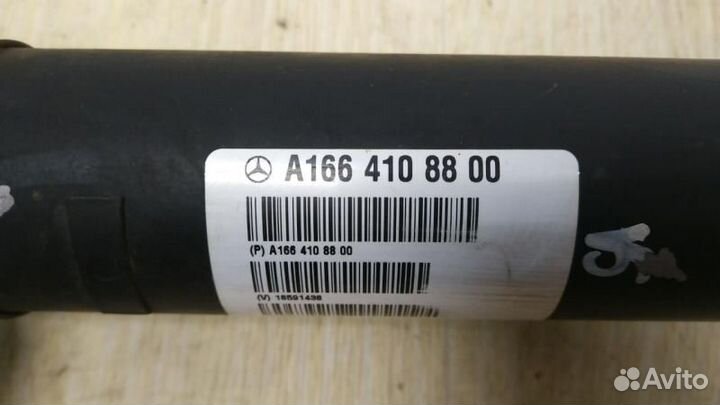 A166 410 88 00
(P) A166 410 88 00
(V) 18591438
Avito